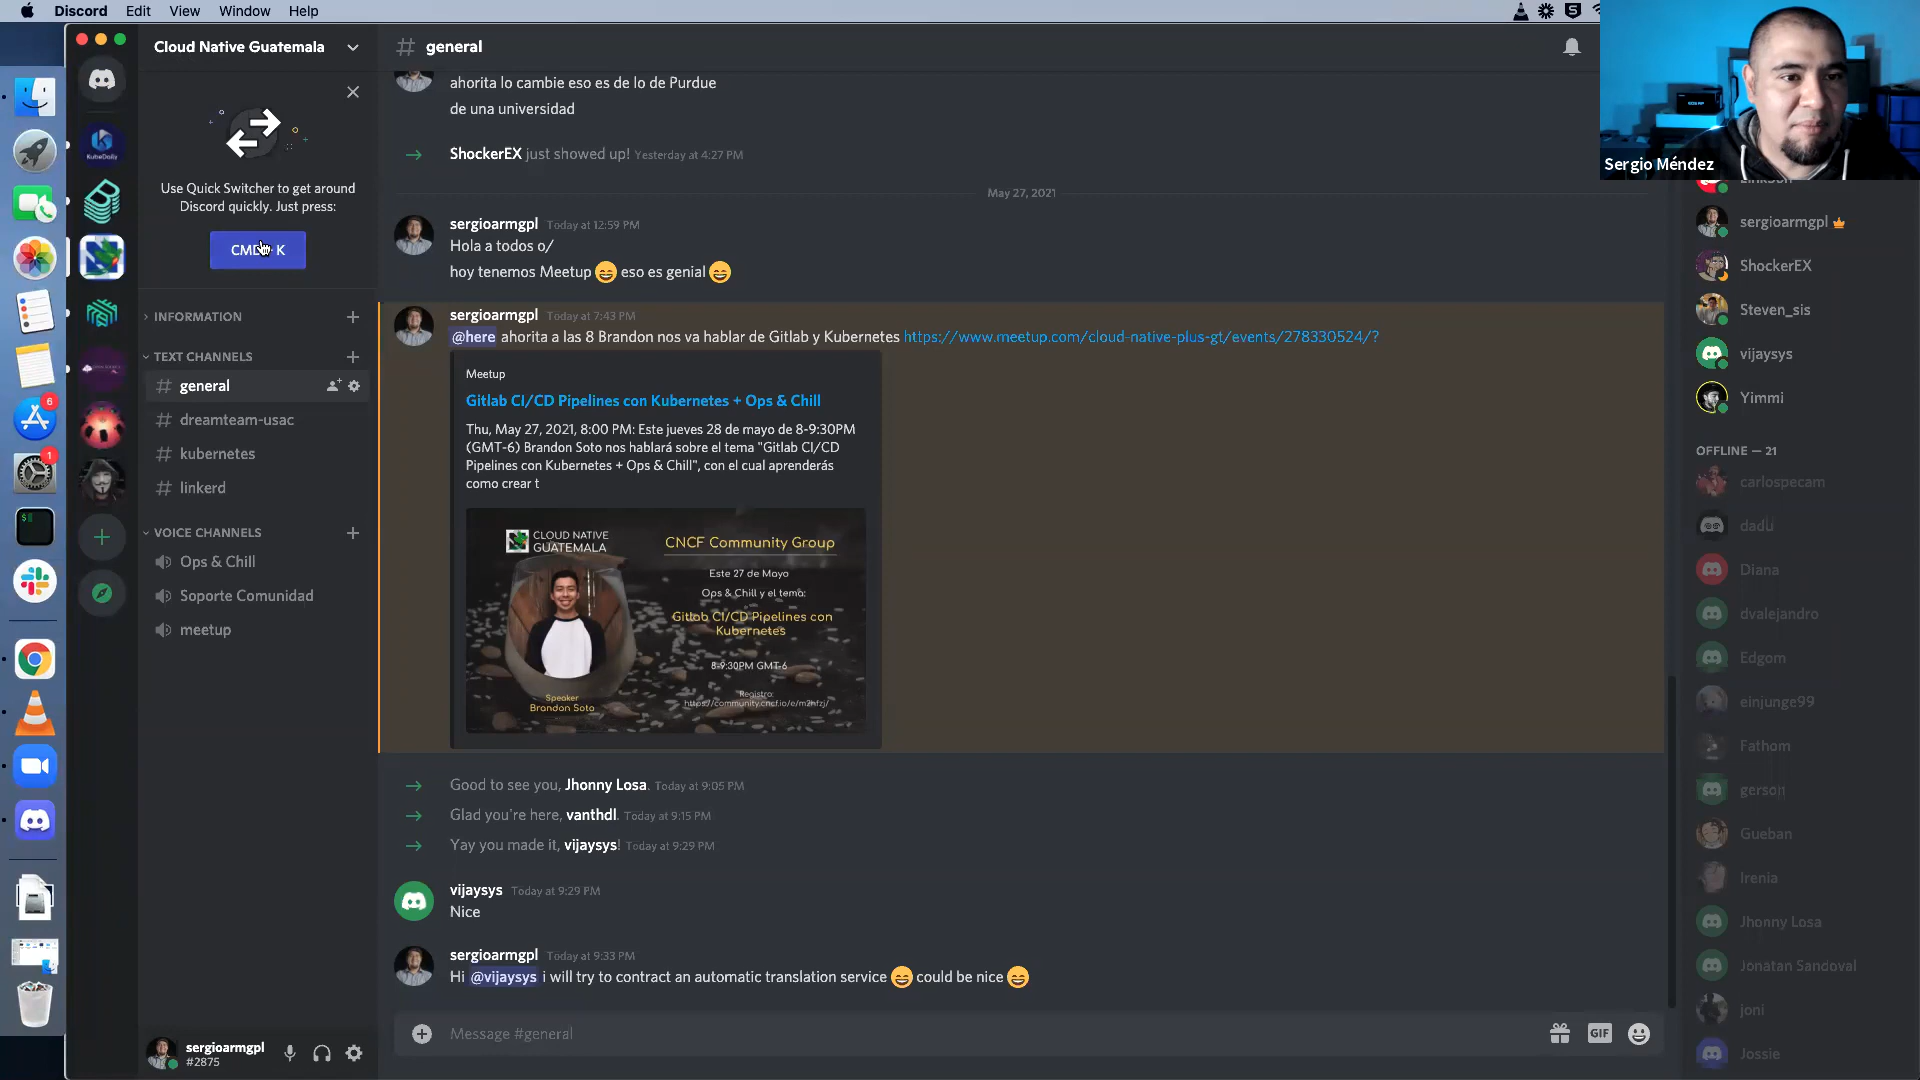 Discord Edit View Window Help
Cloud Native Guatemala
Use Quick Switcher to get around
Discord quickly. Just press:
K
INFORMATION
TEXT CHANNELS
# general
# dreamteam-usac
# kubernetes
# linkerd
VOICE CHANNELS
Ops & Chill
Soporte Comunidad
meetup
sergioarmgpl
#2875
KubeDaily
6
1
# general
ahorita lo cambie eso es de lo de Purdue
de una universidad
ShockerEX just showed up! Yesterday at 4:27 PM
May 27, 2021
sergioarmgpl Today at 12:59 PM
Hola a todos o/
hoy tenemos Meetup 😄 eso es genial 😄
sergioarmgpl Today at 7:43 PM
@here ahorita a las 8 Brandon nos va hablar de Gitlab y Kubernetes https://www.meetup.com/cloud-native-plus-gt/events/278330524/?
Meetup
Gitlab CI/CD Pipelines con Kubernetes + Ops & Chill
Thu, May 27, 2021, 8:00 PM: Este jueves 28 de mayo de 8-9:30PM
(GMT-6) Brandon Soto nos hablará sobre el tema "Gitlab CI/CD
Pipelines con Kubernetes + Ops & Chill", con el cual aprenderás
como crear t
CLOUD NATIVE
GUATEMALA
CNCF Community Group
Este 27 de Mayo
Ops & Chill y el tema:
Gitlab CI/CD Pipelines con
Kubernetes
8-9:30PM GMT-6
Registro:
https://community.cncf.io/e/m2hfzj/
Speaker
Brandon Soto
Good to see you, Jhonny Losa. Today at 9:05 PM
Glad you're here, vanthdl. Today at 9:15 PM
Yay you made it, vijaysys! Today at 9:29 PM
vijaysys Today at 9:29 PM
Nice
sergioarmgpl Today at 9:33 PM
Hi @vijaysys i will try to contract an automatic translation service 😄 could be nice 😄
Message #general
GIF
Sergio Méndez
sergioarmgpl
ShockerEX
Steven_sis
vijaysys
Yimmi
OFFLINE — 21
carlospecam
dadu
Diana
dvalejandro
Edgom
einjunge99
Fathom
gerson
Gueban
Irenia
Jhonny Losa
Jonatan Sandoval
joni
Jossie